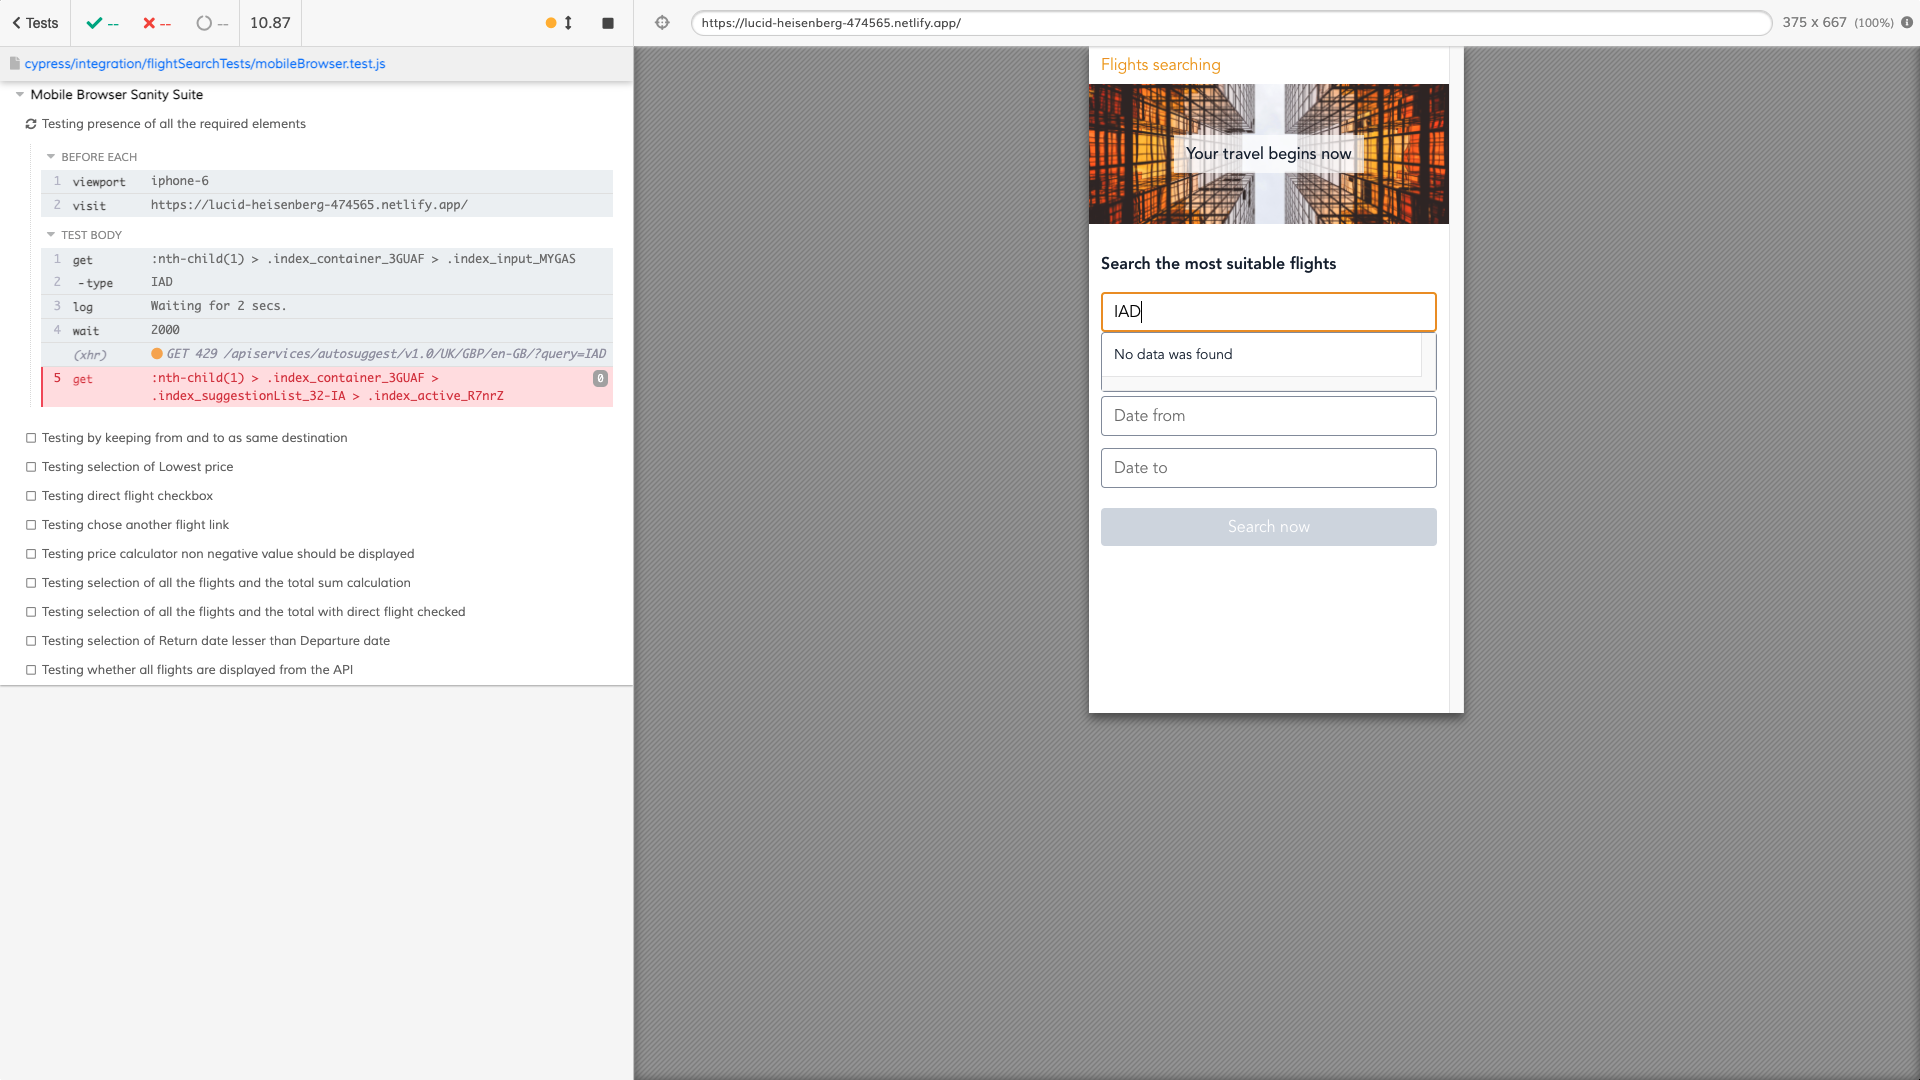 Tests
--
--
--
10.87
https://lucid-heisenberg-474565.netlify.app/
375 x 667 (100%)
cypress/integration/flightSearchTests/mobileBrowser.test.js
Mobile Browser Sanity Suite
Testing presence of all the required elements
BEFORE EACH
1 viewport iphone-6
2 visit https://lucid-heisenberg-474565.netlify.app/
TEST BODY
1 get :nth-child(1) > .index_container_3GUAF > .index_input_MYGAS
2 -type IAD
3 log Waiting for 2 secs.
4 wait 2000
(xhr) GET 429 /apiservices/autosuggest/v1.0/UK/GBP/en-GB/?query=IAD
5 get :nth-child(1) > .index_container_3GUAF > 0
.index_suggestionList_3Z-IA > .index_active_R7nrZ
Testing by keeping from and to as same destination
Testing selection of Lowest price
Testing direct flight checkbox
Testing chose another flight link
Testing price calculator non negative value should be displayed
Testing selection of all the flights and the total sum calculation
Testing selection of all the flights and the total with direct flight checked
Testing selection of Return date lesser than Departure date
Testing whether all flights are displayed from the API
Flights searching
Your travel begins now
Search the most suitable flights
IAD
No data was found
Date from
Date to
Search now